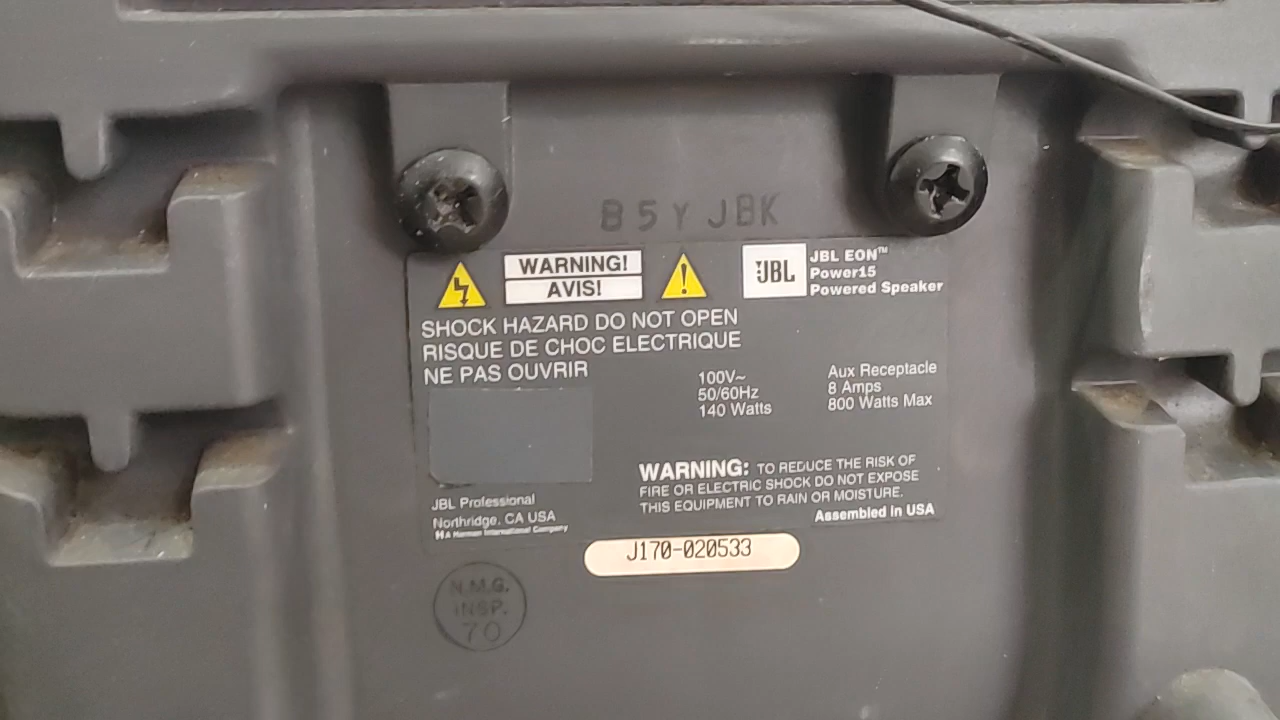 B5Y JBK
WARNING!
AVIS!
JBL
JBL EON™
Power15
Powered Speaker
SHOCK HAZARD DO NOT OPEN
RISQUE DE CHOC ELECTRIQUE
NE PAS OUVRIR
100V~
50/60Hz
140 Watts
Aux Receptacle
8 Amps
800 Watts Max
WARNING: TO REDUCE THE RISK OF
FIRE OR ELECTRIC SHOCK DO NOT EXPOSE
THIS EQUIPMENT TO RAIN OR MOISTURE.
Assembled in USA
JBL Professional
Northridge, CA USA
H A Harman International Company
J170-020533
N.M.G.
INSP.
70